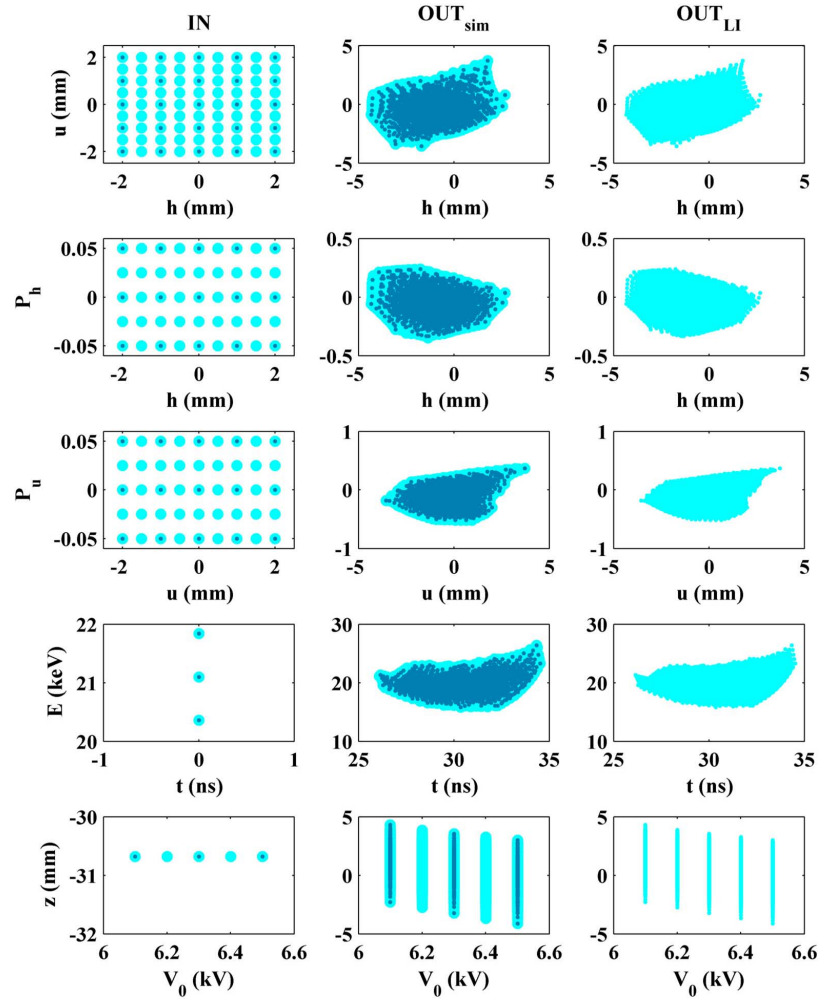 IN OUT_sim OUT_LI
2 0 -2 u (mm) -2 0 2 h (mm)
5 0 -5 -5 0 5 h (mm)
5 0 -5 -5 0 5 h (mm)
0.05 0 -0.05 P_h -2 0 2 h (mm)
0.5 0 -0.5 -5 0 5 h (mm)
0.5 0 -0.5 -5 0 5 h (mm)
0.05 0 -0.05 P_u -2 0 2 u (mm)
1 0 -1 -5 0 5 u (mm)
1 0 -1 -5 0 5 u (mm)
22 21 20 E (keV) -1 0 1 t (ns)
30 20 10 25 30 35 t (ns)
30 20 10 25 30 35 t (ns)
-30 -31 -32 z (mm) 6 6.2 6.4 6.6 V_0 (kV)
5 0 -5 6 6.2 6.4 6.6 V_0 (kV)
5 0 -5 6 6.2 6.4 6.6 V_0 (kV)